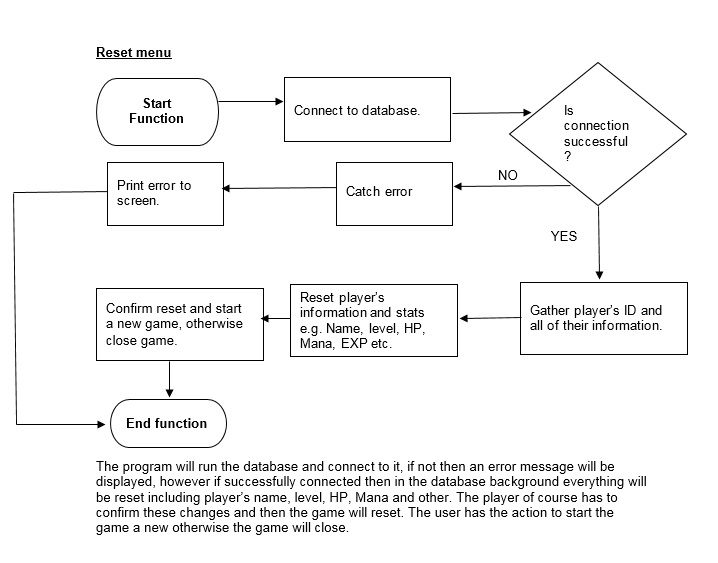 Reset menu
Start
Function
Connect to database.
Is
connection
successful
?
NO
Catch error
Print error to
screen.
YES
Gather player's ID and
all of their information.
Reset player's
information and stats
e.g. Name, level, HP,
Mana, EXP etc.
Confirm reset and start
a new game, otherwise
close game.
End function
The program will run the database and connect to it, if not then an error message will be
displayed, however if successfully connected then in the database background everything will
be reset including player's name, level, HP, Mana and other. The player of course has to
confirm these changes and then the game will reset. The user has the action to start the
game a new otherwise the game will close.